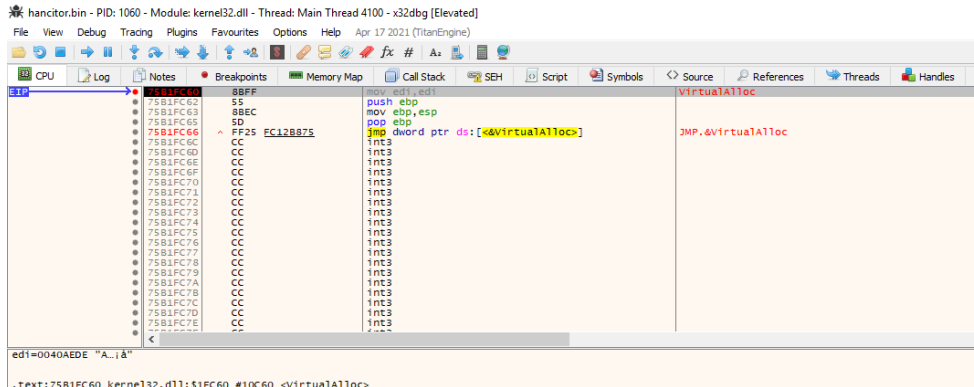 hancitor.bin - PID: 1060 - Module: kernel32.dll - Thread: Main Thread 4100 - x32dbg [Elevated]
File View Debug Tracing Plugins Favourites Options Help Apr 17 2021 (TitanEngine)
CPU Log Notes Breakpoints Memory Map Call Stack SEH Script Symbols Source References Threads Handles
EIP 75B1FC60 8BFF mov edi,edi VirtualAlloc
75B1FC62 55 push ebp
75B1FC63 8BEC mov ebp,esp
75B1FC65 5D pop ebp
75B1FC66 FF25 FC12B875 jmp dword ptr ds:[<&VirtualAlloc>] JMP.&VirtualAlloc
75B1FC6C CC int3
75B1FC6D CC int3
75B1FC6E CC int3
75B1FC6F CC int3
75B1FC70 CC int3
75B1FC71 CC int3
75B1FC72 CC int3
75B1FC73 CC int3
75B1FC74 CC int3
75B1FC75 CC int3
75B1FC76 CC int3
75B1FC77 CC int3
75B1FC78 CC int3
75B1FC79 CC int3
75B1FC7A CC int3
75B1FC7B CC int3
75B1FC7C CC int3
75B1FC7D CC int3
75B1FC7E CC int3
edi=0040AEDE "A…¡å"
.text:75B1FC60 kernel32.dll:$1FC60 #10C60 <VirtualAlloc>